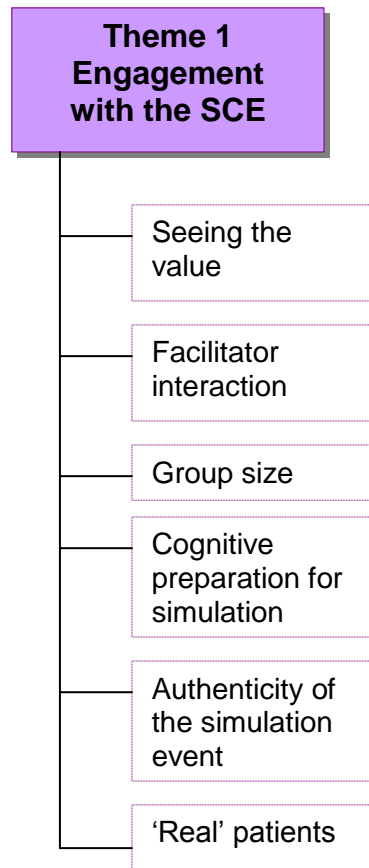 Theme 1
Engagement
with the SCE
Seeing the
value
Facilitator
interaction
Group size
Cognitive
preparation for
simulation
Authenticity of
the simulation
event
‘Real’ patients